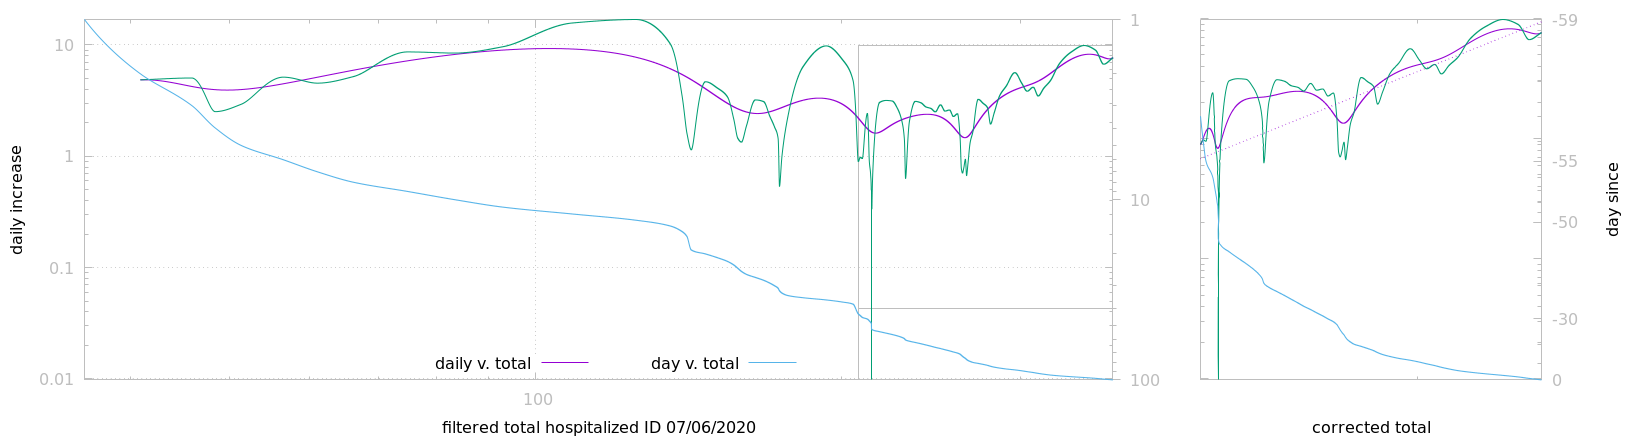 10
1
0.1
0.01
daily increase
daily v. total
day v. total
100
filtered total hospitalized ID 07/06/2020
1
10
100
-59
-55
-50
-30
0
day since
corrected total